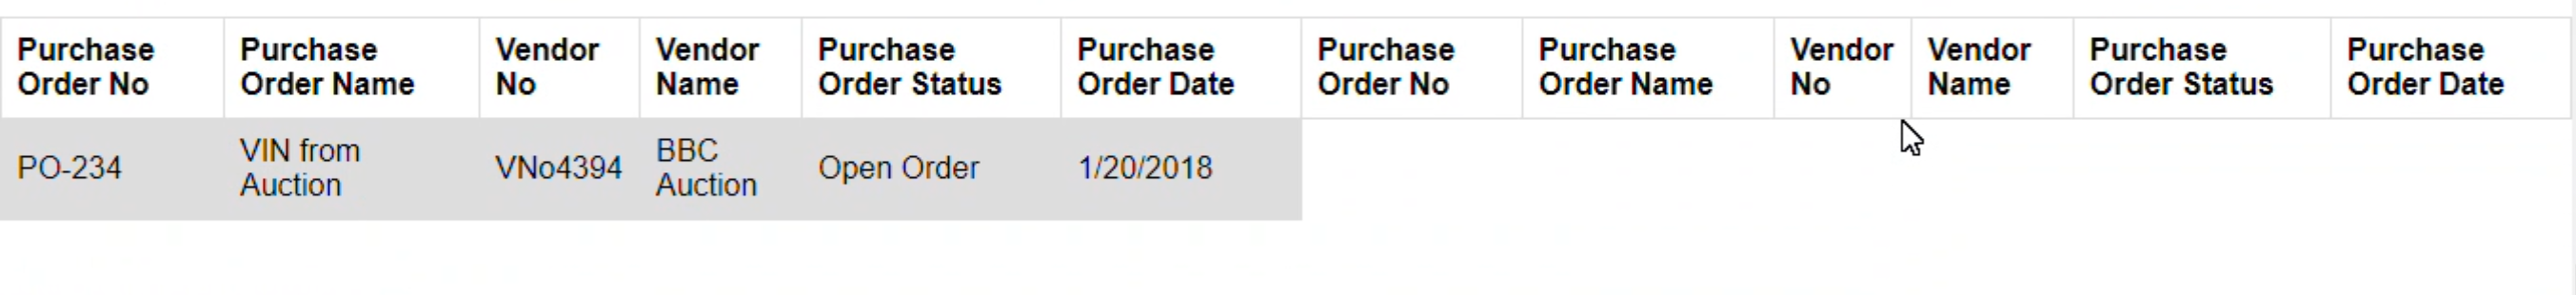 Purchase Order No Purchase Order Name Vendor No Vendor Name Purchase Order Status Purchase Order Date Purchase Order No Purchase Order Name Vendor No Vendor Name Purchase Order Status Purchase Order Date
PO-234 VIN from Auction VNo4394 BBC Auction Open Order 1/20/2018